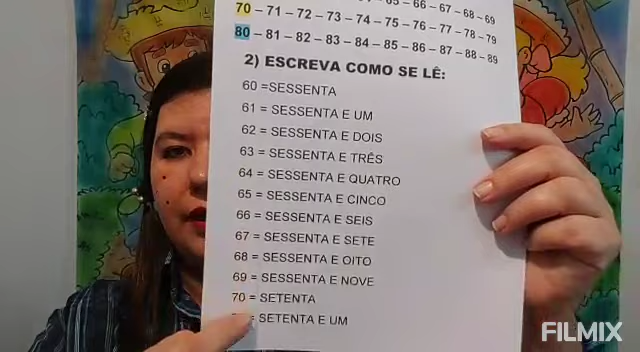 65 – 66 – 67 – 68 – 69
70 – 71 – 72 – 73 – 74 – 75 – 76 – 77 – 78 – 79
80 – 81 – 82 – 83 – 84 – 85 – 86 – 87 – 88 – 89
2) ESCREVA COMO SE LÊ:
60 =SESSENTA
61 = SESSENTA E UM
62 = SESSENTA E DOIS
63 = SESSENTA E TRÊS
64 = SESSENTA E QUATRO
65 = SESSENTA E CINCO
66 = SESSENTA E SEIS
67 = SESSENTA E SETE
68 = SESSENTA E OITO
69 = SESSENTA E NOVE
70 = SETENTA
= SETENTA E UM
FILMIX